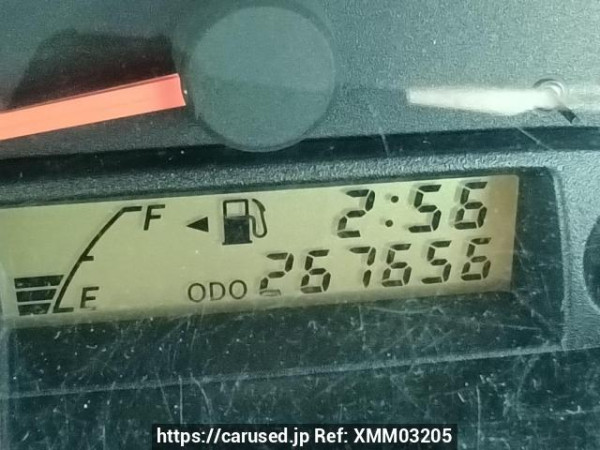 F 2:56
E ODO 267656
https://carused.jp Ref: XMM03205